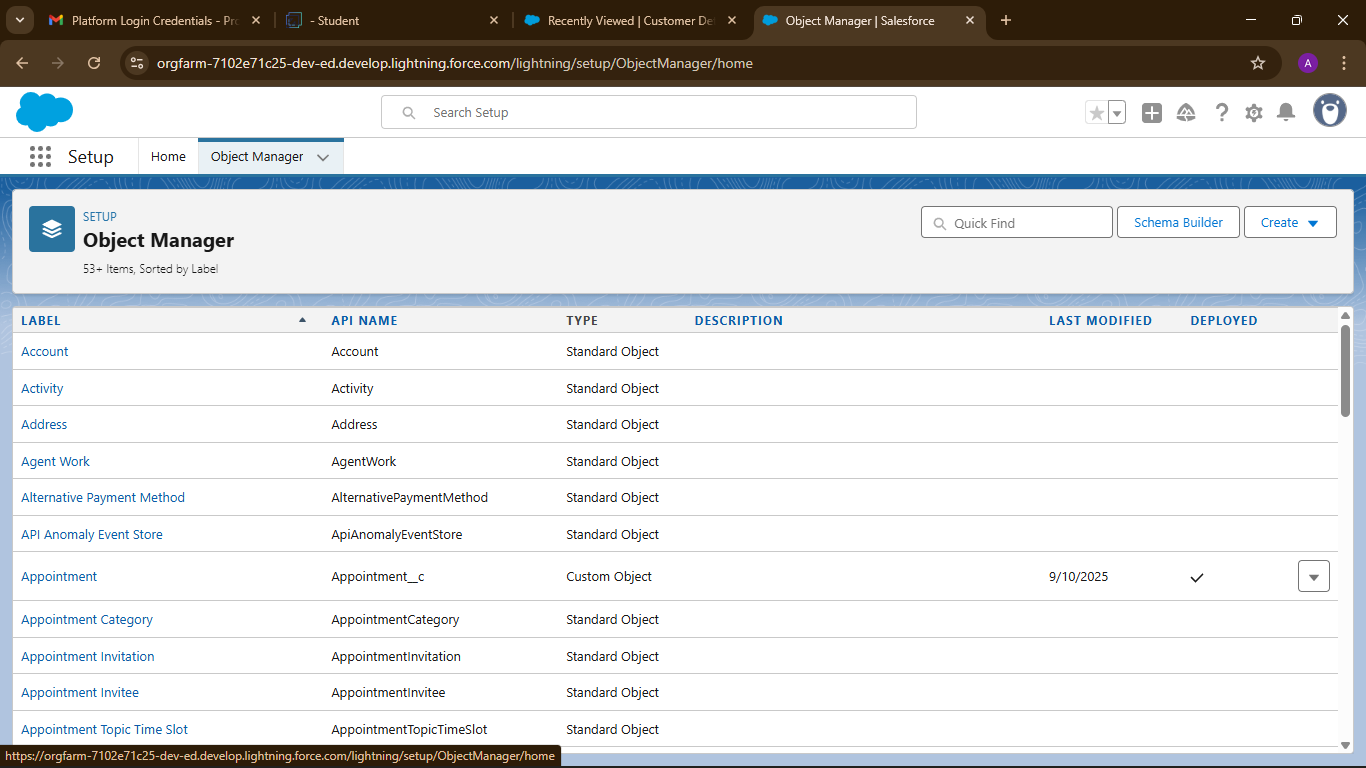 Platform Login Credentials - Pro
- Student
Recently Viewed | Customer De
Object Manager | Salesforce
orgfarm-7102e71c25-dev-ed.develop.lightning.force.com/lightning/setup/ObjectManager/home
A
Search Setup
Setup Home Object Manager
SETUP
Object Manager
53+ Items, Sorted by Label
Quick Find Schema Builder Create
LABEL API NAME TYPE DESCRIPTION LAST MODIFIED DEPLOYED
Account Account Standard Object
Activity Activity Standard Object
Address Address Standard Object
Agent Work AgentWork Standard Object
Alternative Payment Method AlternativePaymentMethod Standard Object
API Anomaly Event Store ApiAnomalyEventStore Standard Object
Appointment Appointment__c Custom Object 9/10/2025
Appointment Category AppointmentCategory Standard Object
Appointment Invitation AppointmentInvitation Standard Object
Appointment Invitee AppointmentInvitee Standard Object
Appointment Topic Time Slot AppointmentTopicTimeSlot Standard Object
https://orgfarm-7102e71c25-dev-ed.develop.lightning.force.com/lightning/setup/ObjectManager/home